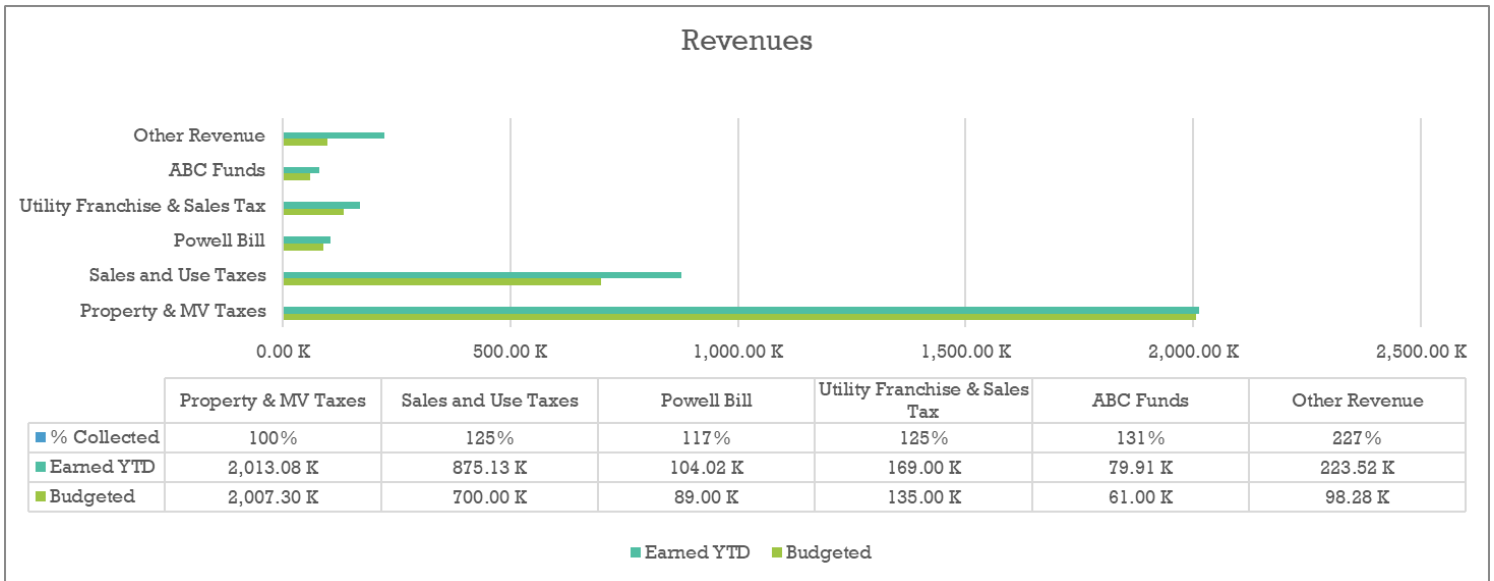 Revenues
Other Revenue
ABC Funds
Utility Franchise & Sales Tax
Powell Bill
Sales and Use Taxes
Property & MV Taxes
0.00 K 500.00 K 1,000.00 K 1,500.00 K 2,000.00 K 2,500.00 K
Property & MV Taxes Sales and Use Taxes Powell Bill Utility Franchise & Sales Tax ABC Funds Other Revenue
% Collected 100% 125% 117% 125% 131% 227%
Earned YTD 2,013.08 K 875.13 K 104.02 K 169.00 K 79.91 K 223.52 K
Budgeted 2,007.30 K 700.00 K 89.00 K 135.00 K 61.00 K 98.28 K
Earned YTD Budgeted